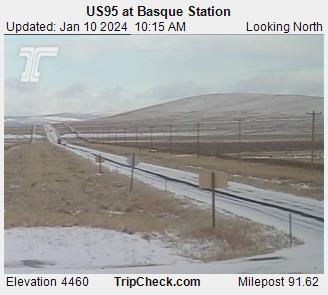 US95 at Basque Station
Updated: Jan 10 2024 10:15 AM Looking North
Elevation 4460 TripCheck.com Milepost 91.62